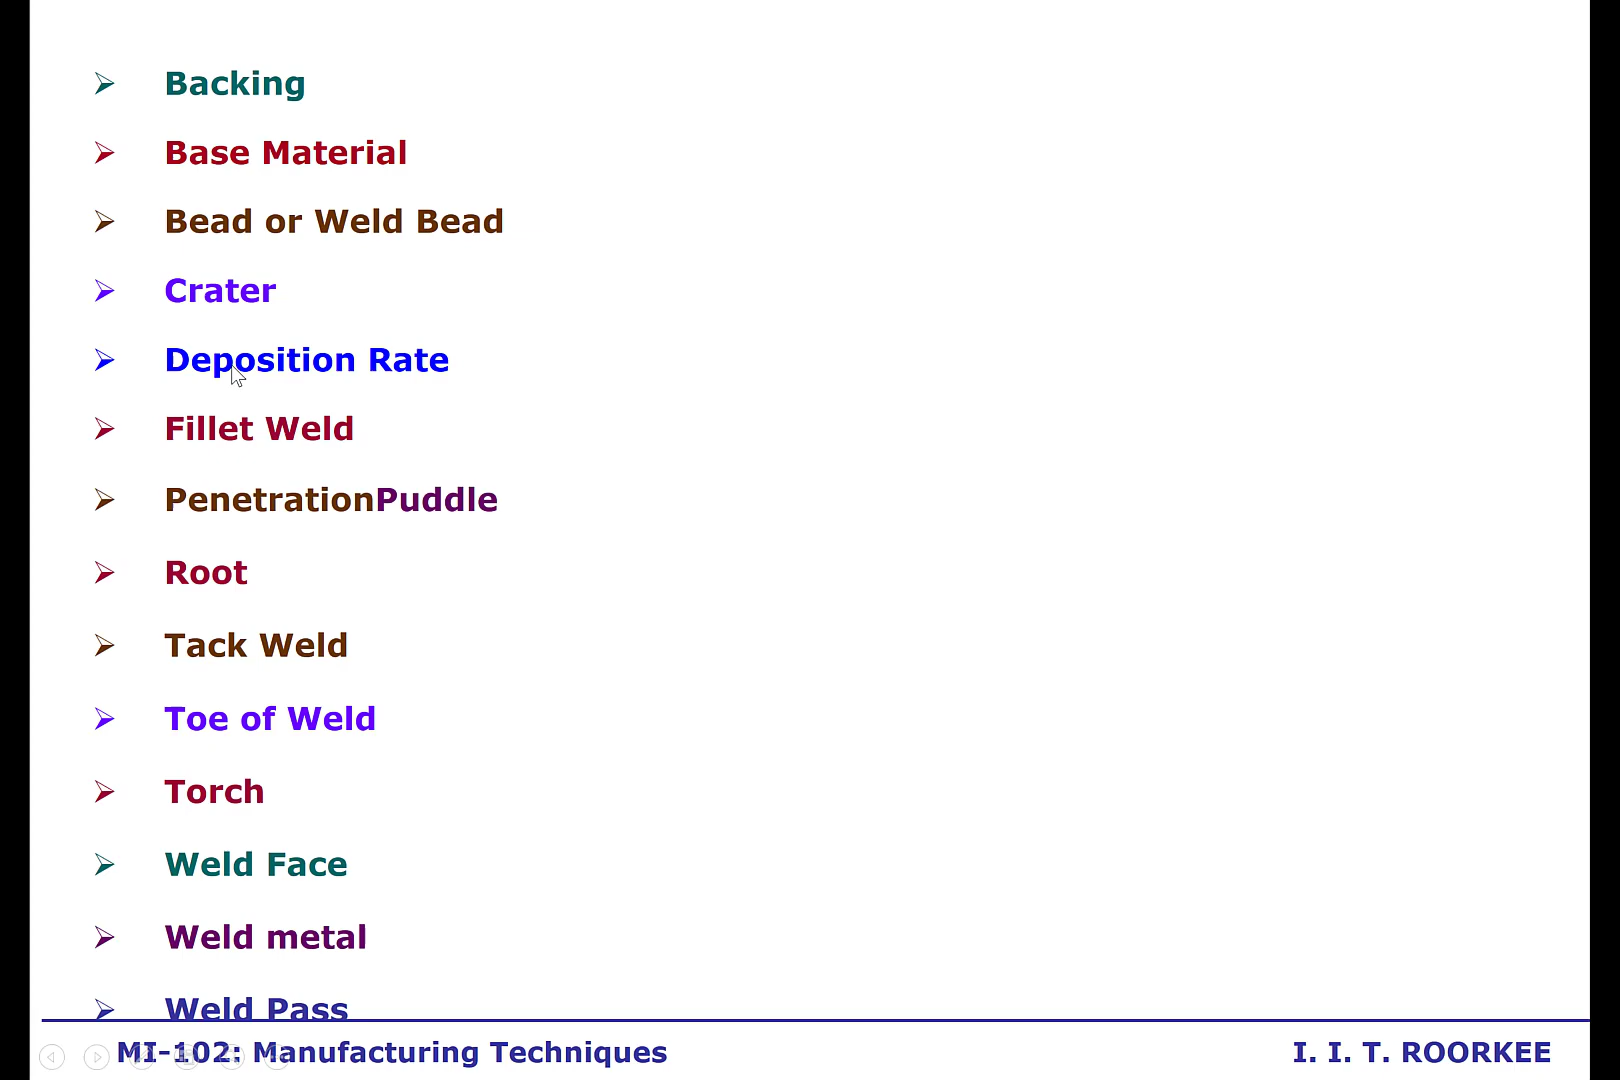 Backing
Base Material
Bead or Weld Bead
Crater
Deposition Rate
Fillet Weld
PenetrationPuddle
Root
Tack Weld
Toe of Weld
Torch
Weld Face
Weld metal
Weld Pass
MI-102: Manufacturing Techniques
I. I. T. ROORKEE